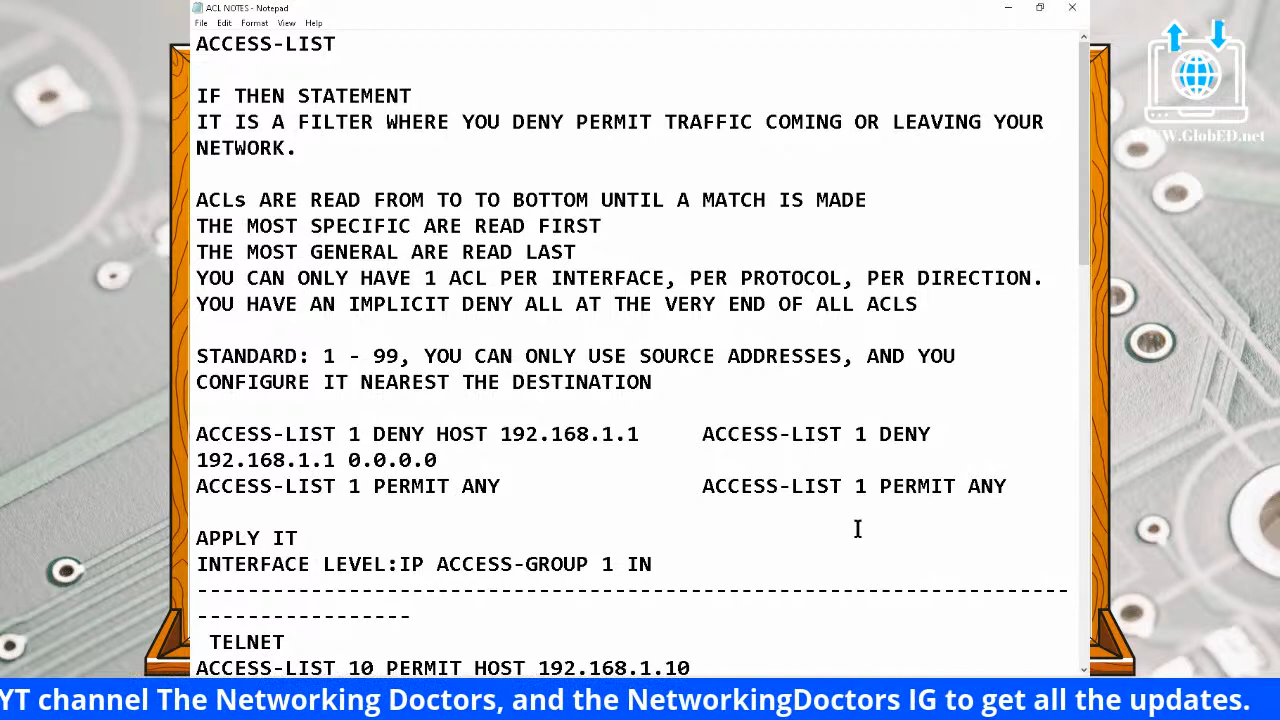 ACL NOTES - Notepad
File Edit Format View Help
ACCESS-LIST
IF THEN STATEMENT
IT IS A FILTER WHERE YOU DENY PERMIT TRAFFIC COMING OR LEAVING YOUR
NETWORK.
ACLs ARE READ FROM TO TO BOTTOM UNTIL A MATCH IS MADE
THE MOST SPECIFIC ARE READ FIRST
THE MOST GENERAL ARE READ LAST
YOU CAN ONLY HAVE 1 ACL PER INTERFACE, PER PROTOCOL, PER DIRECTION.
YOU HAVE AN IMPLICIT DENY ALL AT THE VERY END OF ALL ACLS
STANDARD: 1 - 99, YOU CAN ONLY USE SOURCE ADDRESSES, AND YOU
CONFIGURE IT NEAREST THE DESTINATION
ACCESS-LIST 1 DENY HOST 192.168.1.1 ACCESS-LIST 1 DENY
192.168.1.1 0.0.0.0
ACCESS-LIST 1 PERMIT ANY ACCESS-LIST 1 PERMIT ANY
APPLY IT
INTERFACE LEVEL:IP ACCESS-GROUP 1 IN
---------------------------------------------------------------------
-----------------
TELNET
ACCESS-LIST 10 PERMIT HOST 192.168.1.10
YT channel The Networking Doctors, and the NetworkingDoctors IG to get all the updates.